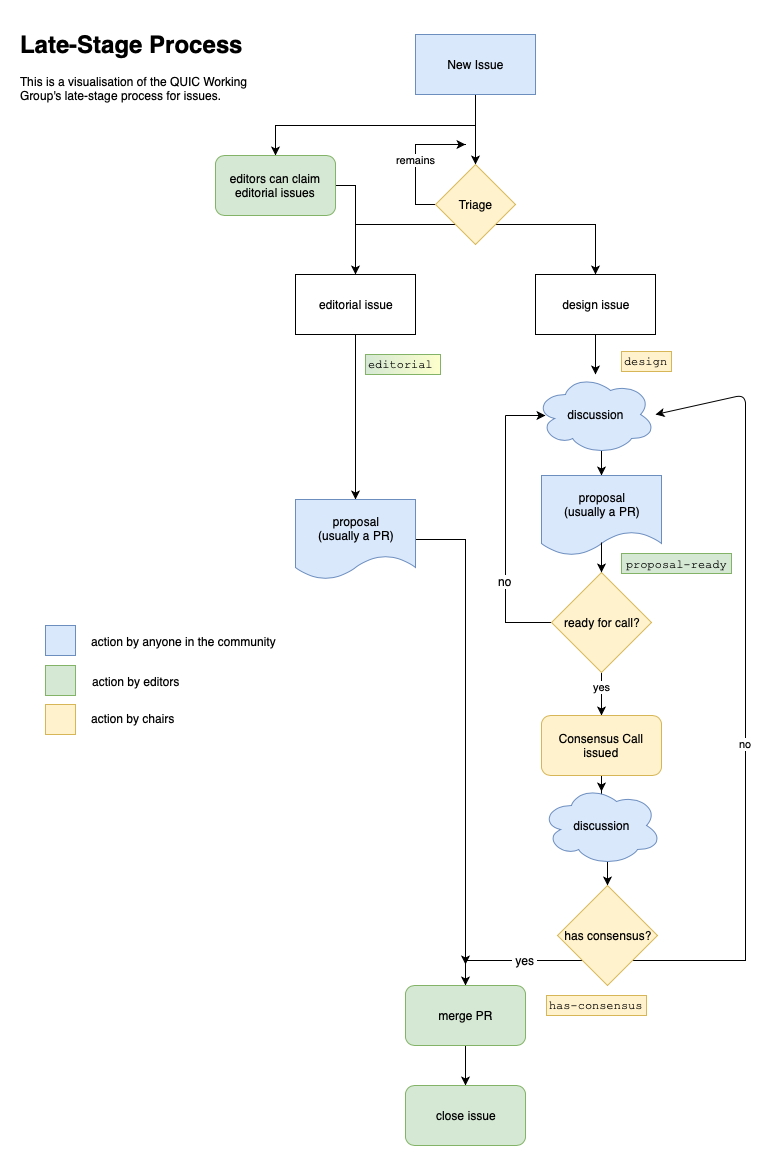 Late-Stage Process
This is a visualisation of the QUIC Working
Group's late-stage process for issues.
New Issue
editors can claim
editorial issues
remains
Triage
editorial issue
design issue
editorial
design
discussion
proposal
(usually a PR)
proposal
(usually a PR)
proposal-ready
no
ready for call?
action by anyone in the community
action by editors
action by chairs
yes
Consensus Call
issued
no
discussion
has consensus?
yes
has-consensus
merge PR
close issue